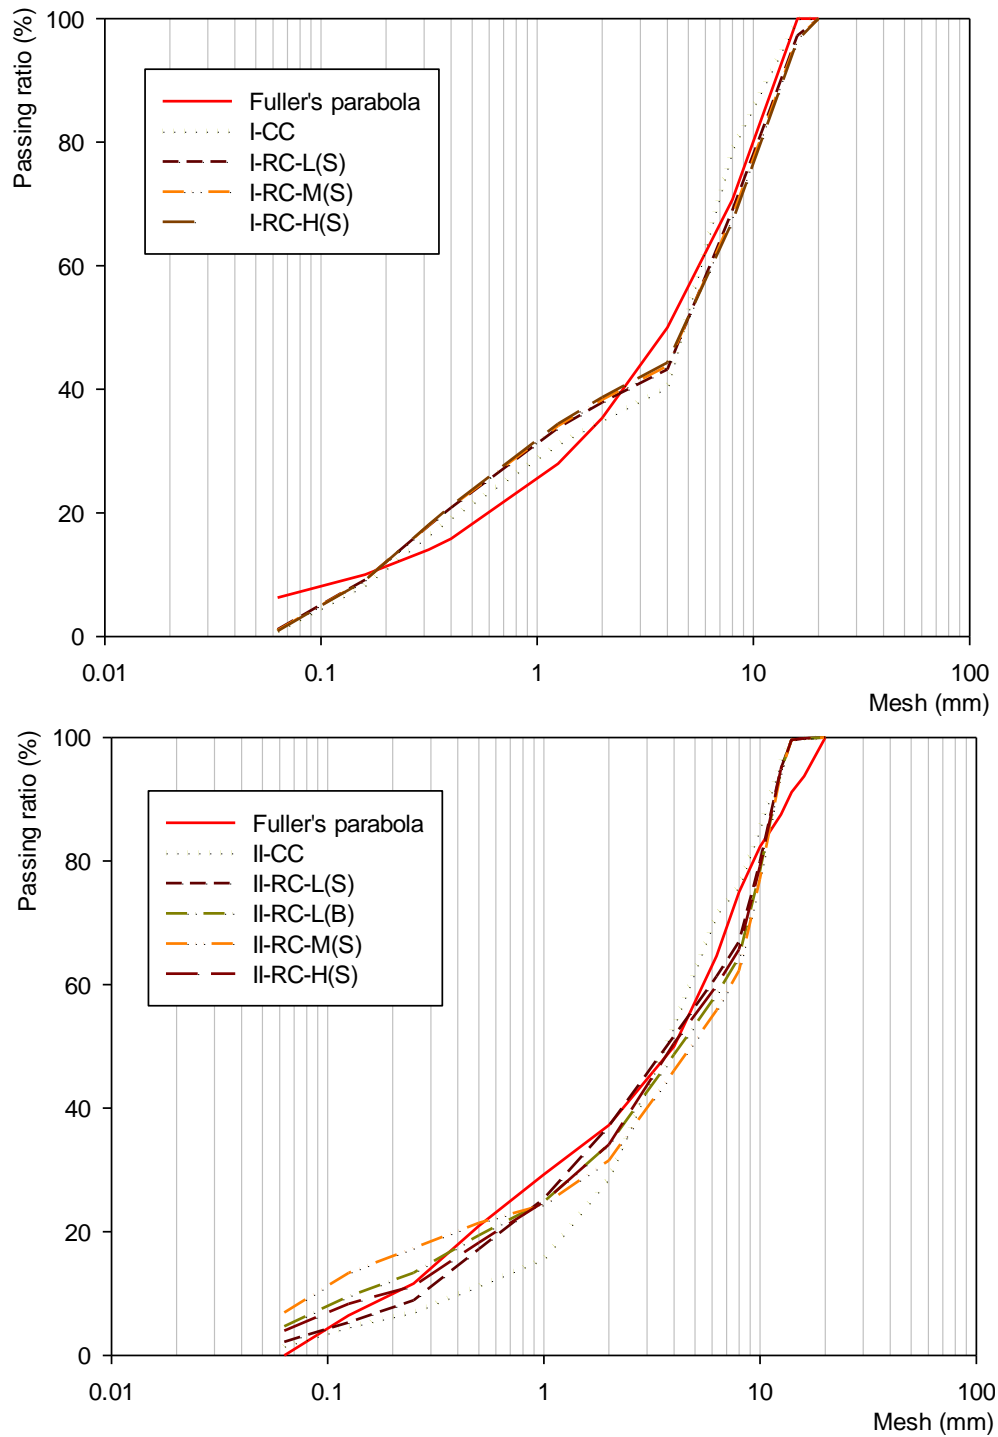 Passing ratio (%)
100
80
60
40
20
0
Fuller's parabola
I-CC
I-RC-L(S)
I-RC-M(S)
I-RC-H(S)
0.01
0.1
1
10
100
Mesh (mm)
Passing ratio (%)
100
80
60
40
20
0
Fuller's parabola
II-CC
II-RC-L(S)
II-RC-L(B)
II-RC-M(S)
II-RC-H(S)
0.01
0.1
1
10
100
Mesh (mm)